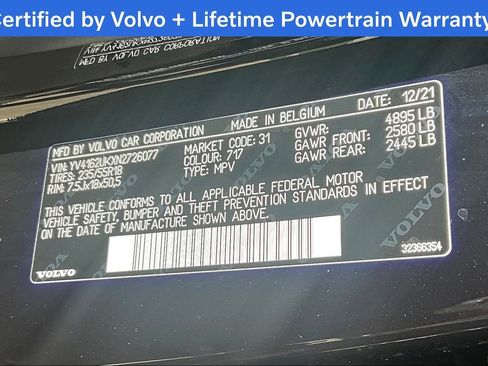 Certified by Volvo + Lifetime Powertrain Warranty
MFD BY VOLVO CAR CORPORATION MADE IN BELGIUM DATE: 12/21
VIN: YV4162UKXN2726077 MARKET CODE: 31 GVWR: 4895 LB
TIRES: 235/55R18 COLOUR: 717 GAWR FRONT: 2580 LB
RIM: 7.5Jx18x50,5 TYPE: MPV GAWR REAR: 2445 LB
THIS VEHICLE CONFORMS TO ALL APPLICABLE FEDERAL MOTOR
VEHICLE SAFETY, BUMPER AND THEFT PREVENTION STANDARDS IN EFFECT
ON THE DATE OF MANUFACTURE SHOWN ABOVE.
VOLVO 32366354